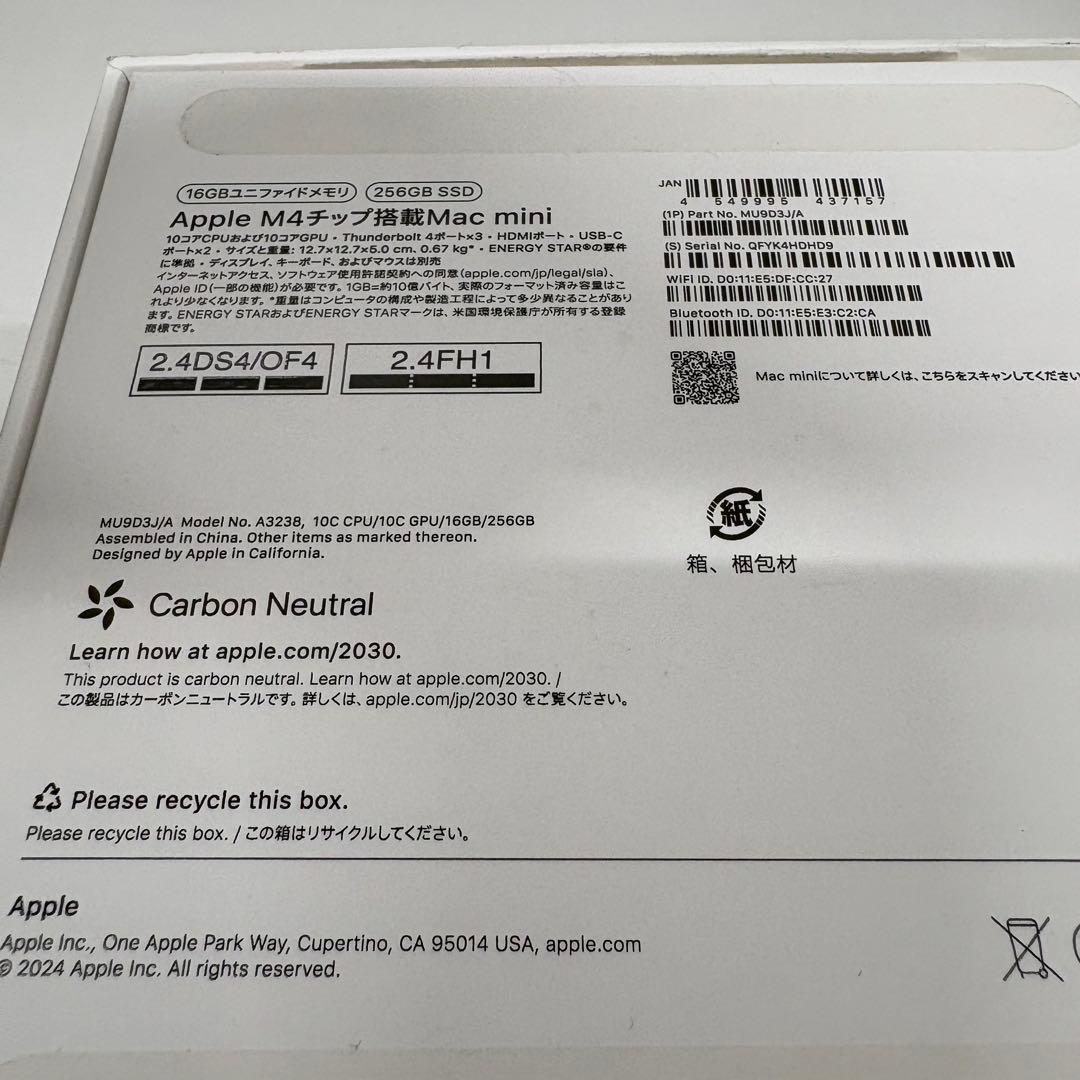 16GBユニファイドメモリ 256GB SSD
Apple M4チップ搭載Mac mini
10コアCPUおよび10コアGPU・Thunderbolt 4ポート×3・HDMIポート・USB-C
ポート×2・サイズと重量: 12.7×12.7×5.0 cm、0.67 kg*・ENERGY STAR®の要件
に準拠・ディスプレイ、キーボード、およびマウスは別売
インターネットアクセス、ソフトウェア使用許諾契約への同意(apple.com/jp/legal/sla)、
Apple ID(一部の機能)が必要です。1GB=約10億バイト、実際のフォーマット済み容量はこ
れより少なくなります。*重量はコンピュータの構成や製造工程によって多少異なることがあり
ます。ENERGY STARおよびENERGY STARマークは、米国環境保護庁が所有する登録
商標です。
2.4DS4/OF4 2.4FH1
JAN
4 549995 437157
(1P) Part No. MU9D3J/A
(S) Serial No. QFYK4HDHD9
WiFi ID. D0:11:E5:DF:CC:27
Bluetooth ID. D0:11:E5:E3:C2:CA
Mac miniについて詳しくは、こちらをスキャンしてください
MU9D3J/A Model No. A3238, 10C CPU/10C GPU/16GB/256GB
Assembled in China. Other items as marked thereon.
Designed by Apple in California.
紙
箱、梱包材
Carbon Neutral
Learn how at apple.com/2030.
This product is carbon neutral. Learn how at apple.com/2030. /
この製品はカーボンニュートラルです。詳しくは、apple.com/jp/2030 をご覧ください。
Please recycle this box.
Please recycle this box. / この箱はリサイクルしてください。
Apple
Apple Inc., One Apple Park Way, Cupertino, CA 95014 USA, apple.com
© 2024 Apple Inc. All rights reserved.